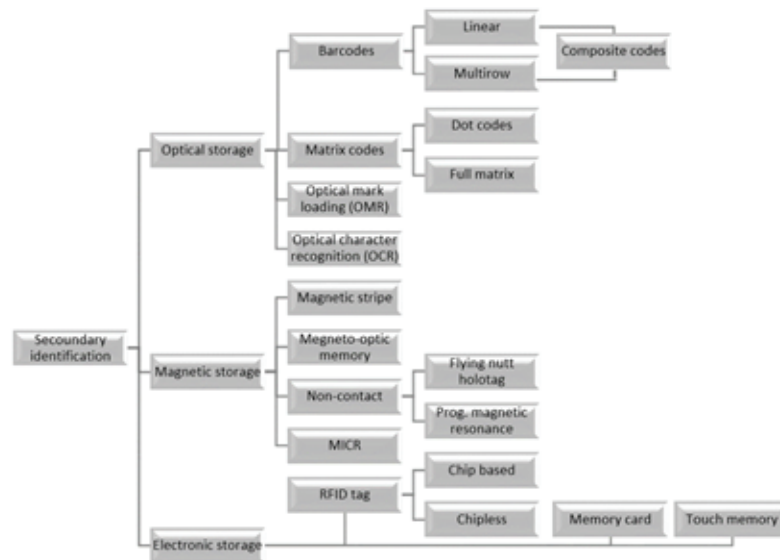 Linear
Barcodes
Composite codes
Multirow
Dot codes
Optical storage
Matrix codes
Full matrix
Optical mark
loading (OMR)
Optical character
recognition (OCR)
Magnetic stripe
Secoundary
identification
Megneto-optic
memory
Flying nutt
holotag
Magnetic storage
Non-contact
Prog. magnetic
resonance
MICR
Chip based
RFID tag
Chipless
Memory card
Touch memory
Electronic storage